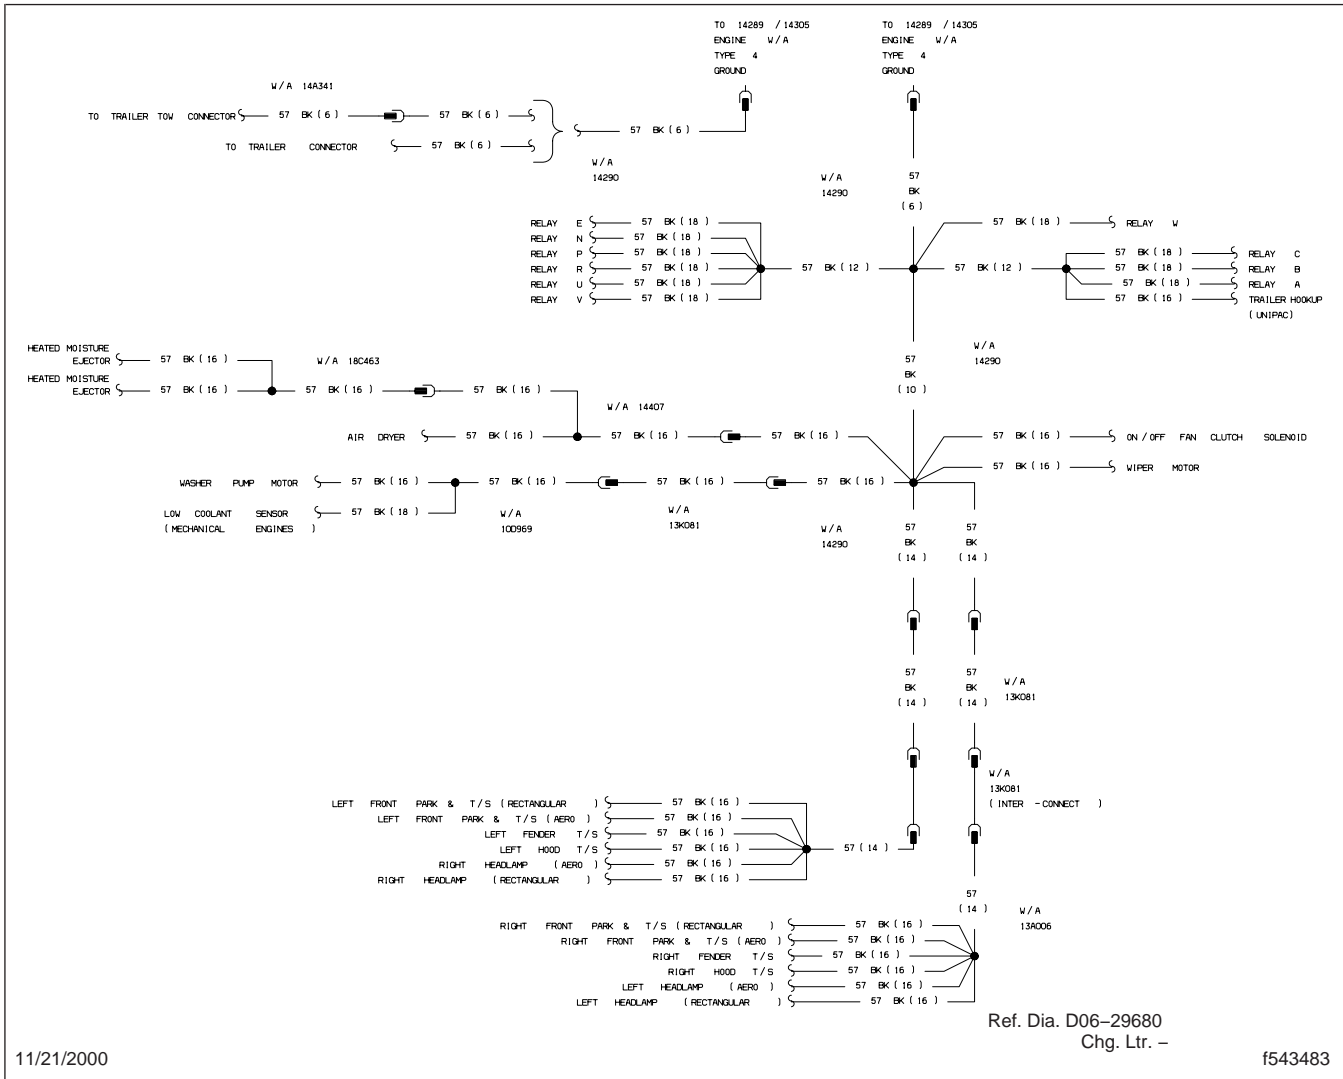 TO 14289 / 14305
ENGINE W/A
TYPE 4
GROUND
TO 14289 / 14305
ENGINE W/A
TYPE 4
GROUND
W/A 14A341
TO TRAILER TOW CONNECTOR 57 BK ( 6 ) 57 BK ( 6 )
57 BK ( 6 )
TO TRAILER CONNECTOR 57 BK ( 6 )
W/A
14290
W/A
14290
57
BK
( 6 )
RELAY E 57 BK ( 18 )
RELAY N 57 BK ( 18 )
RELAY P 57 BK ( 18 )
RELAY R 57 BK ( 18 )
RELAY U 57 BK ( 18 )
RELAY V 57 BK ( 18 )
57 BK ( 12 )
57 BK ( 12 )
57 BK ( 18 ) RELAY W
57 BK ( 18 ) RELAY C
57 BK ( 18 ) RELAY B
57 BK ( 18 ) RELAY A
57 BK ( 16 ) TRAILER HOOKUP
( UNIPAC)
W/A
14290
57
BK
( 10 )
HEATED MOISTURE
EJECTOR 57 BK ( 16 )
W/A 18C463
HEATED MOISTURE
EJECTOR 57 BK ( 16 ) 57 BK ( 16 ) 57 BK ( 16 )
W/A 14407
AIR DRYER 57 BK ( 16 ) 57 BK ( 16 ) 57 BK ( 16 )
57 BK ( 16 ) ON / OFF FAN CLUTCH SOLENOID
57 BK ( 16 ) WIPER MOTOR
WASHER PUMP MOTOR 57 BK ( 16 ) 57 BK ( 16 ) 57 BK ( 16 ) 57 BK ( 16 )
LOW COOLANT SENSOR 57 BK ( 18 )
( MECHANICAL ENGINES )
W/A
10D969
W/A
13K081
W/A
14290
57
BK
( 14 )
57
BK
( 14 )
57
BK
( 14 )
57
BK
( 14 )
W/A
13K081
W/A
13K081
( INTER - CONNECT )
LEFT FRONT PARK & T/S ( RECTANGULAR ) 57 BK ( 16 )
LEFT FRONT PARK & T/S ( AERO ) 57 BK ( 16 )
LEFT FENDER T/S 57 BK ( 16 )
LEFT HOOD T/S 57 BK ( 16 )
RIGHT HEADLAMP ( AERO ) 57 BK ( 16 )
RIGHT HEADLAMP ( RECTANGULAR ) 57 BK ( 16 )
57 ( 14 )
57
( 14 )
W/A
13A006
RIGHT FRONT PARK & T/S ( RECTANGULAR ) 57 BK ( 16 )
RIGHT FRONT PARK & T/S ( AERO ) 57 BK ( 16 )
RIGHT FENDER T/S 57 BK ( 16 )
RIGHT HOOD T/S 57 BK ( 16 )
LEFT HEADLAMP ( AERO ) 57 BK ( 16 )
LEFT HEADLAMP ( RECTANGULAR ) 57 BK ( 16 )
Ref. Dia. D06–29680
Chg. Ltr. –
11/21/2000
f543483